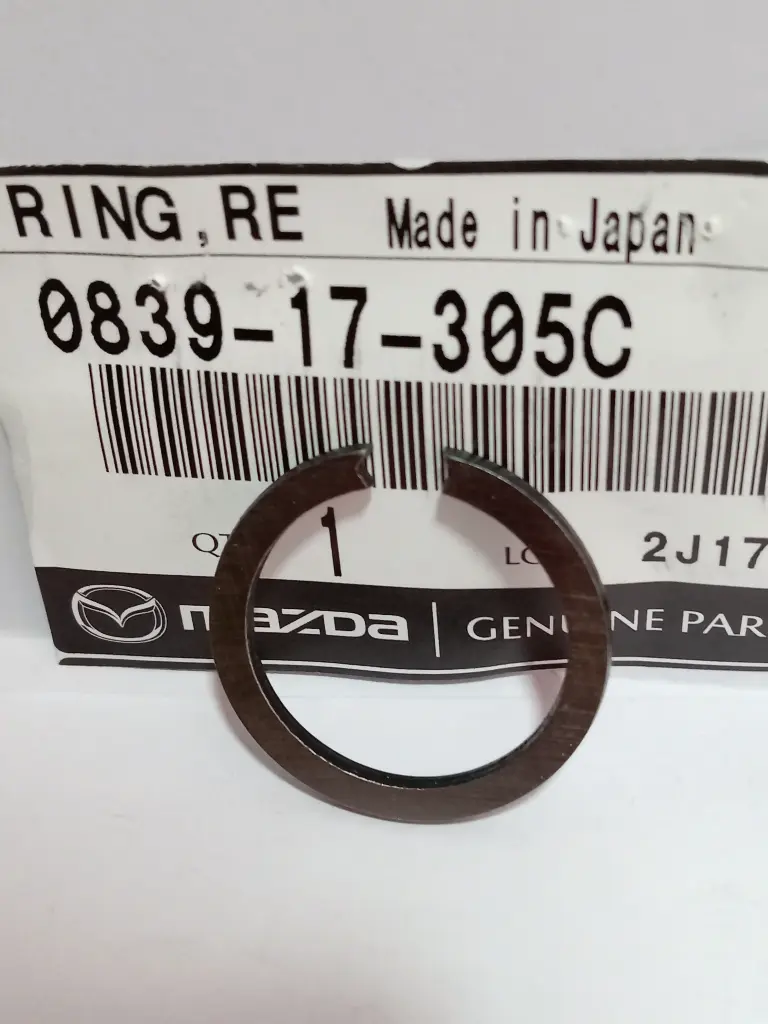 RING,RE Made in Japan
0839-17-305C
1 2J17
mazda GENUINE PAR